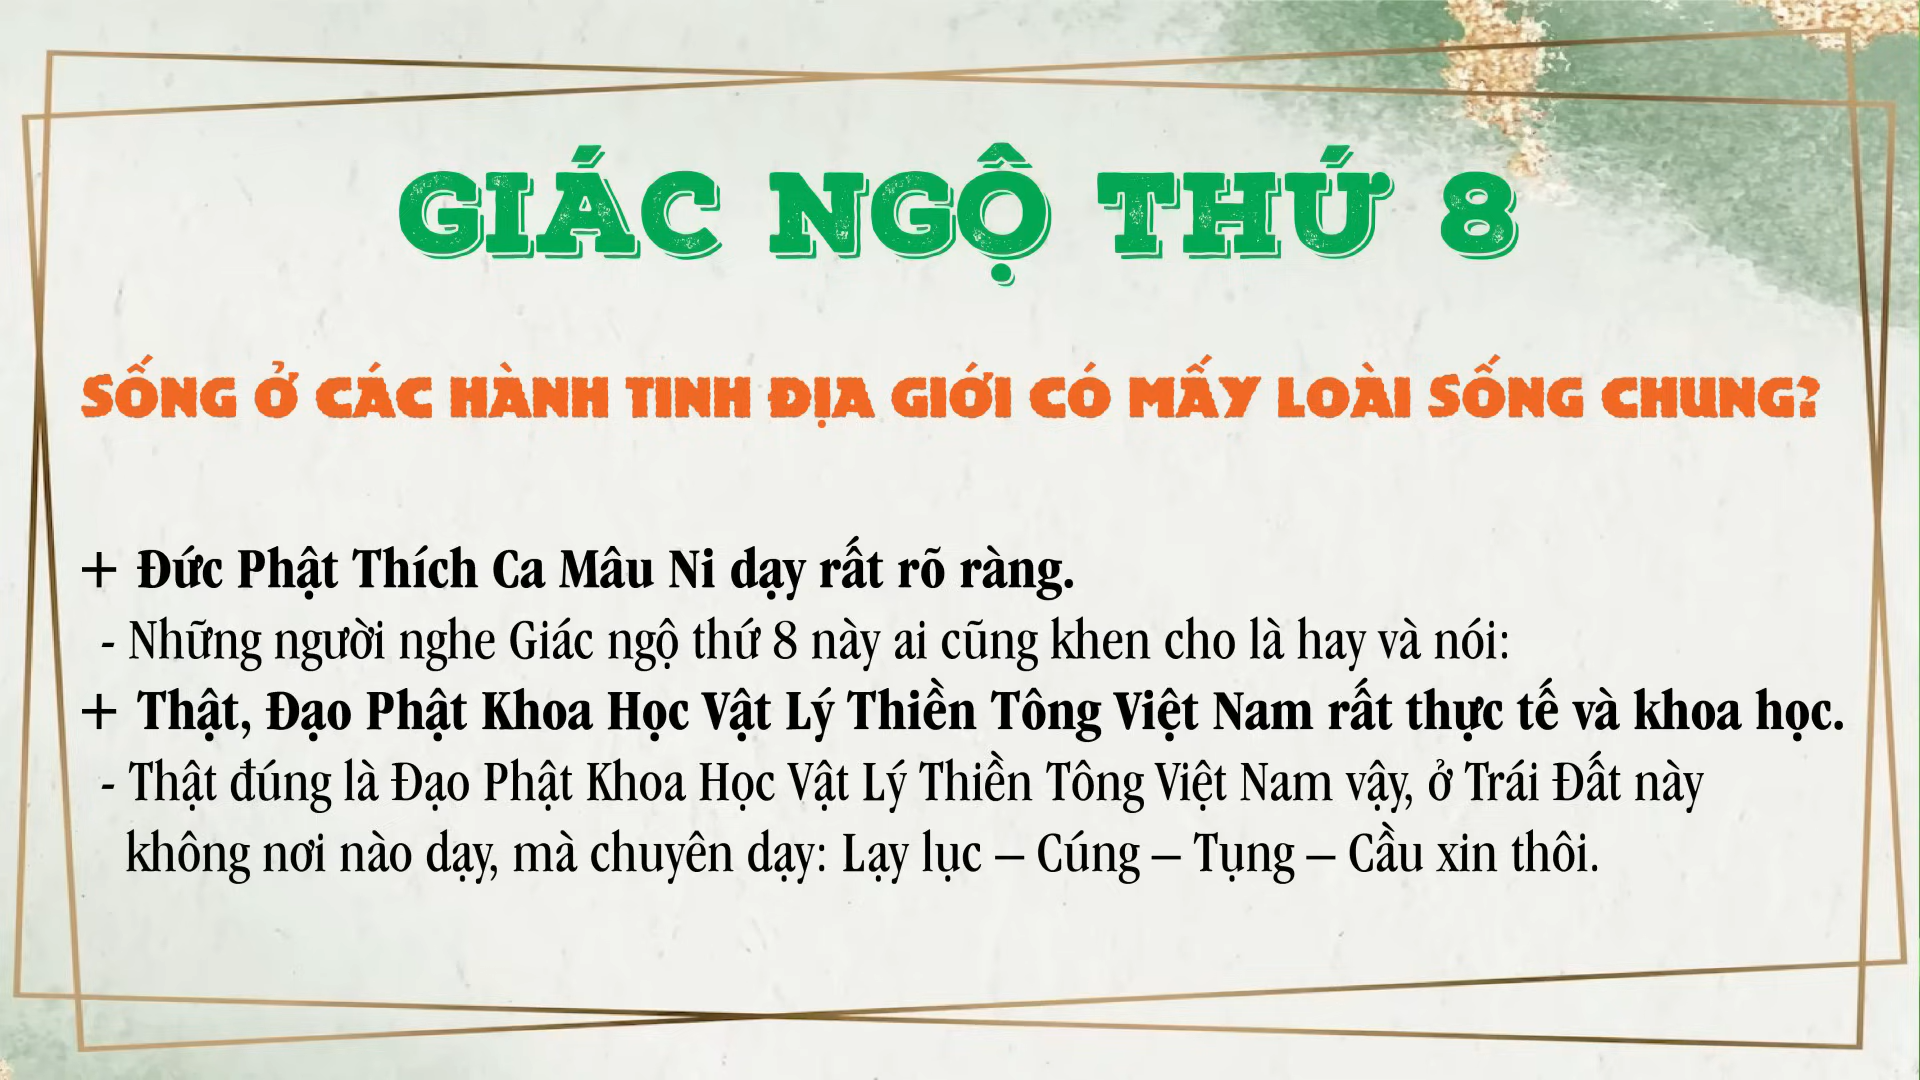 GIÁC NGỘ THỨ 8
SỐNG Ở CÁC HÀNH TINH ĐỊA GIỚI CÓ MẤY LOÀI SỐNG CHUNG?
+ Đức Phật Thích Ca Mâu Ni dạy rất rõ ràng.
- Những người nghe Giác ngộ thứ 8 này ai cũng khen cho là hay và nói:
+ Thật, Đạo Phật Khoa Học Vật Lý Thiền Tông Việt Nam rất thực tế và khoa học.
- Thật đúng là Đạo Phật Khoa Học Vật Lý Thiền Tông Việt Nam vậy, ở Trái Đất này
không nơi nào dạy, mà chuyên dạy: Lạy lục – Cúng – Tụng – Cầu xin thôi.